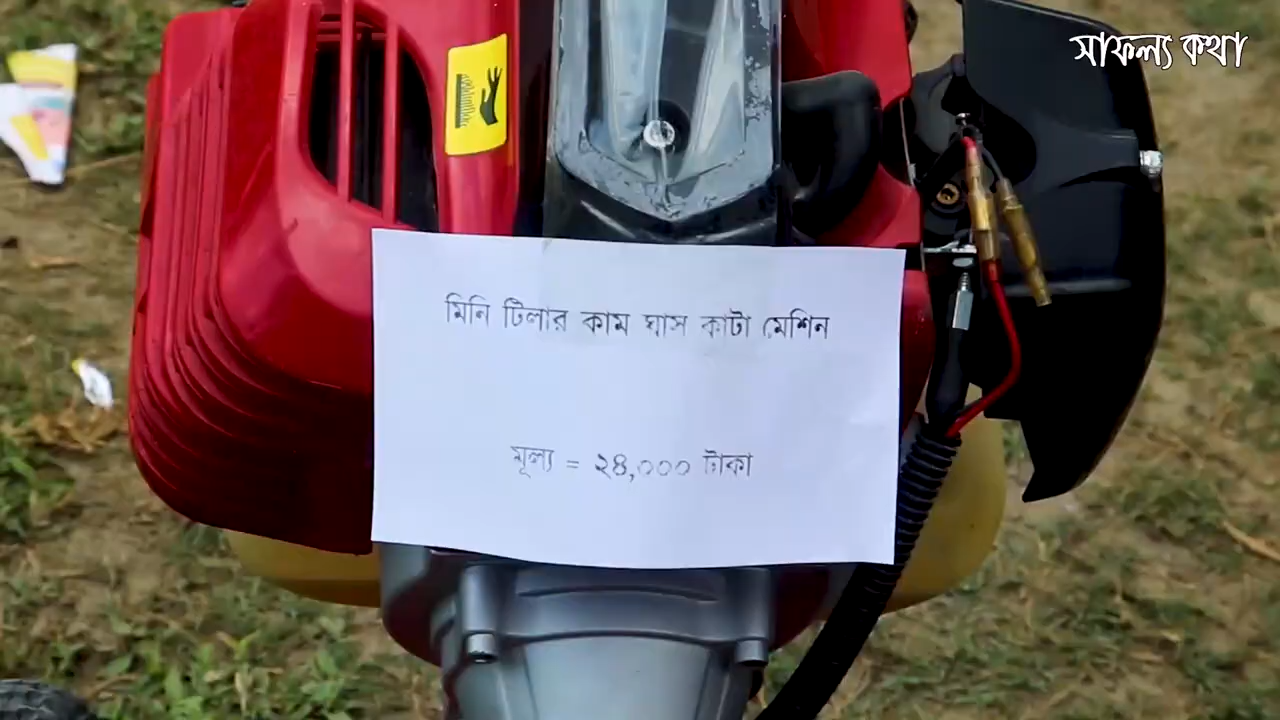 সাফল্য কথা
মিনি টিলার কাম ঘাস কাটা মেশিন
মূল্য = ২৪,০০০ টাকা